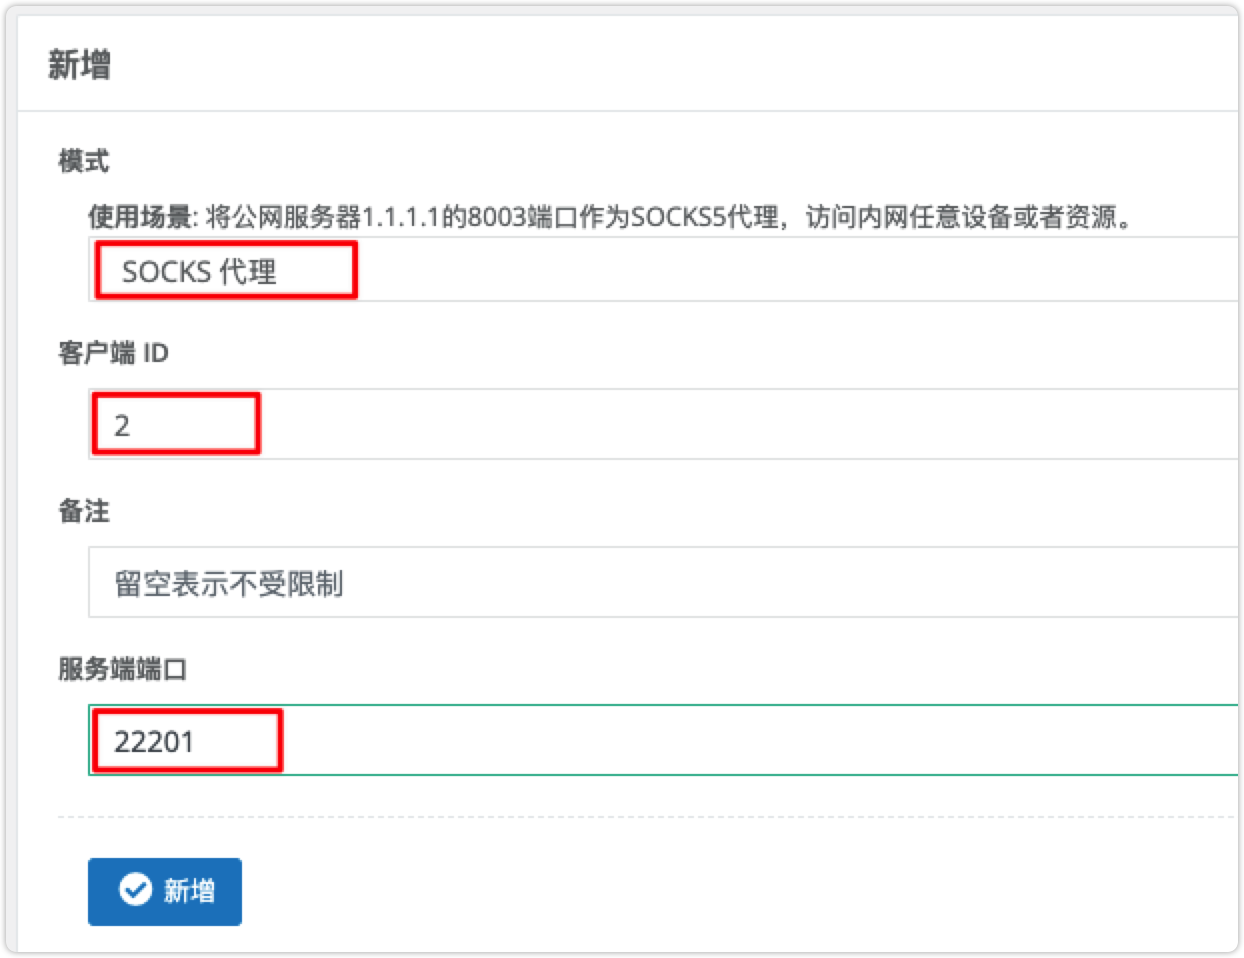 新增
模式
使用场景: 将公网服务器1.1.1.1的8003端口作为SOCKS5代理，访问内网任意设备或者资源。
SOCKS 代理
客户端 ID
2
备注
留空表示不受限制
服务端端口
22201
新增